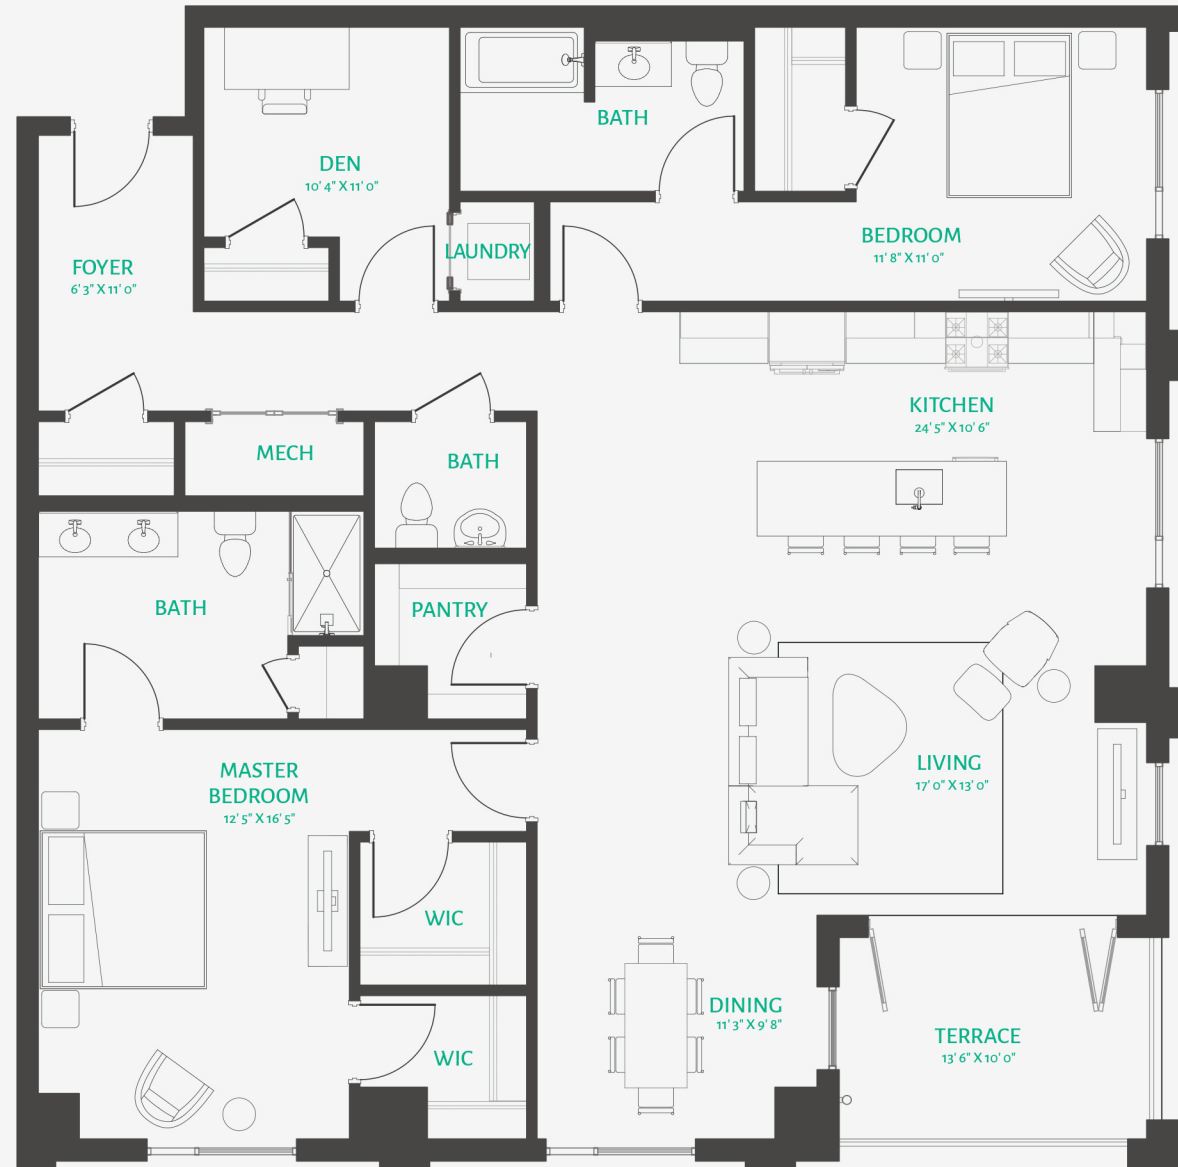 BATH
DEN
10' 4" X 11' 0"
BEDROOM
11' 8" X 11' 0"
LAUNDRY
FOYER
6' 3" X 11' 0"
KITCHEN
24' 5" X 10' 6"
MECH
BATH
BATH
PANTRY
LIVING
17' 0" X 13' 0"
MASTER
BEDROOM
12' 5" X 16' 5"
WIC
DINING
11' 3" X 9' 8"
TERRACE
13' 6" X 10' 0"
WIC